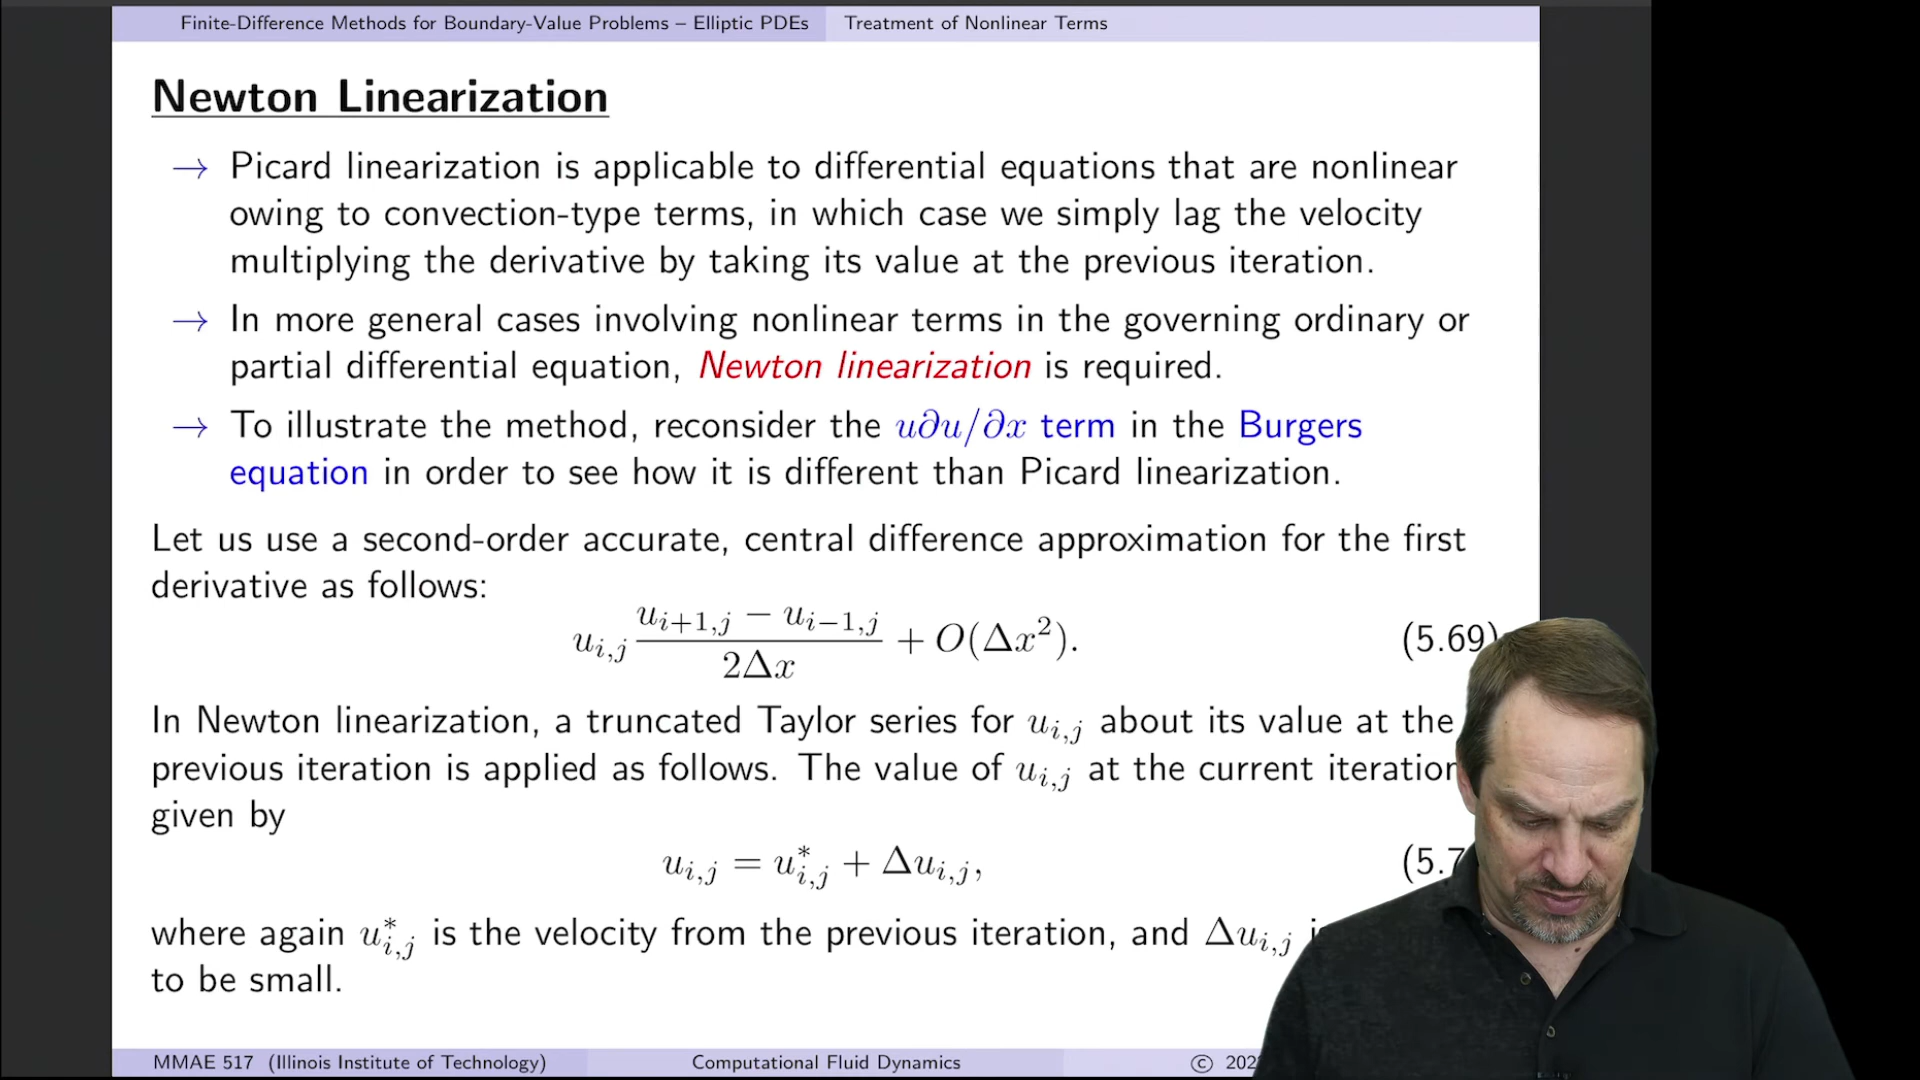 Finite-Difference Methods for Boundary-Value Problems – Elliptic PDEs Treatment of Nonlinear Terms
Newton Linearization
→ Picard linearization is applicable to differential equations that are nonlinear
owing to convection-type terms, in which case we simply lag the velocity
multiplying the derivative by taking its value at the previous iteration.
→ In more general cases involving nonlinear terms in the governing ordinary or
partial differential equation, Newton linearization is required.
→ To illustrate the method, reconsider the u∂u/∂x term in the Burgers
equation in order to see how it is different than Picard linearization.
Let us use a second-order accurate, central difference approximation for the first
derivative as follows:
u_{i,j} \frac{u_{i+1,j} − u_{i−1,j}}{2Δx} + O(Δx²). (5.69)
In Newton linearization, a truncated Taylor series for u_{i,j} about its value at the
previous iteration is applied as follows. The value of u_{i,j} at the current iteration
given by
u_{i,j} = u^*_{i,j} + Δu_{i,j}, (5.7
where again u^*_{i,j} is the velocity from the previous iteration, and Δu_{i,j}
to be small.
MMAE 517 (Illinois Institute of Technology) Computational Fluid Dynamics © 202